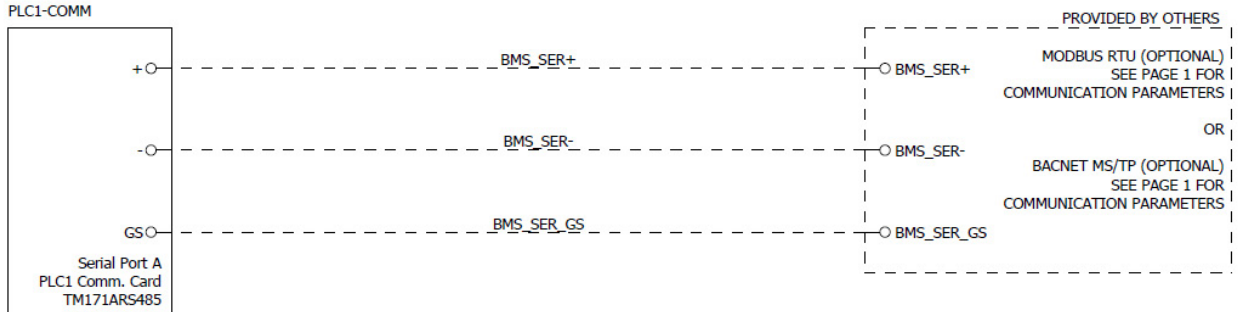 PLC1-COMM
PROVIDED BY OTHERS
+ BMS_SER+ BMS_SER+
MODBUS RTU (OPTIONAL)
SEE PAGE 1 FOR
COMMUNICATION PARAMETERS
OR
- BMS_SER- BMS_SER-
BACNET MS/TP (OPTIONAL)
SEE PAGE 1 FOR
COMMUNICATION PARAMETERS
GS BMS_SER_GS BMS_SER_GS
Serial Port A
PLC1 Comm. Card
TM171ARS485